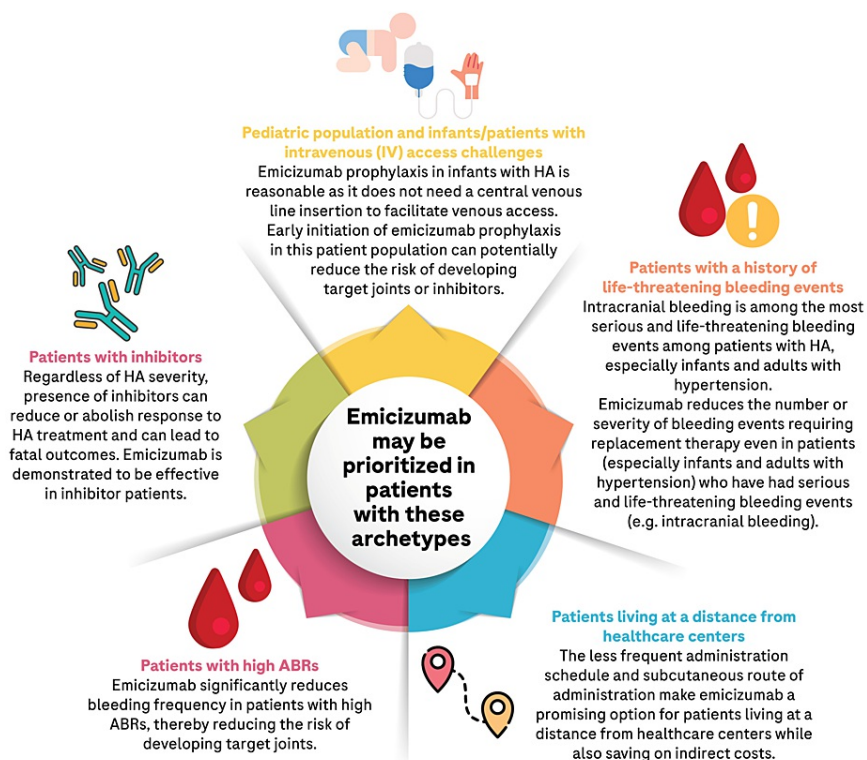 Pediatric population and infants/patients with
intravenous (IV) access challenges
Emicizumab prophylaxis in infants with HA is
reasonable as it does not need a central venous
line insertion to facilitate venous access.
Early initiation of emicizumab prophylaxis
in this patient population can potentially
reduce the risk of developing
target joints or inhibitors.
Patients with a history of
life-threatening bleeding events
Intracranial bleeding is among the most
serious and life-threatening bleeding
events among patients with HA,
especially infants and adults with
hypertension.
Emicizumab reduces the number or
severity of bleeding events requiring
replacement therapy even in patients
(especially infants and adults with
hypertension) who have had serious
and life-threatening bleeding events
(e.g. intracranial bleeding).
Patients with inhibitors
Regardless of HA severity,
presence of inhibitors can
reduce or abolish response to
HA treatment and can lead to
fatal outcomes. Emicizumab is
demonstrated to be effective
in inhibitor patients.
Emicizumab
may be
prioritized in
patients
with these
archetypes
Patients with high ABRs
Emicizumab significantly reduces
bleeding frequency in patients with high
ABRs, thereby reducing the risk of
developing target joints.
Patients living at a distance from
healthcare centers
The less frequent administration
schedule and subcutaneous route of
administration make emicizumab a
promising option for patients living at a
distance from healthcare centers while
also saving on indirect costs.